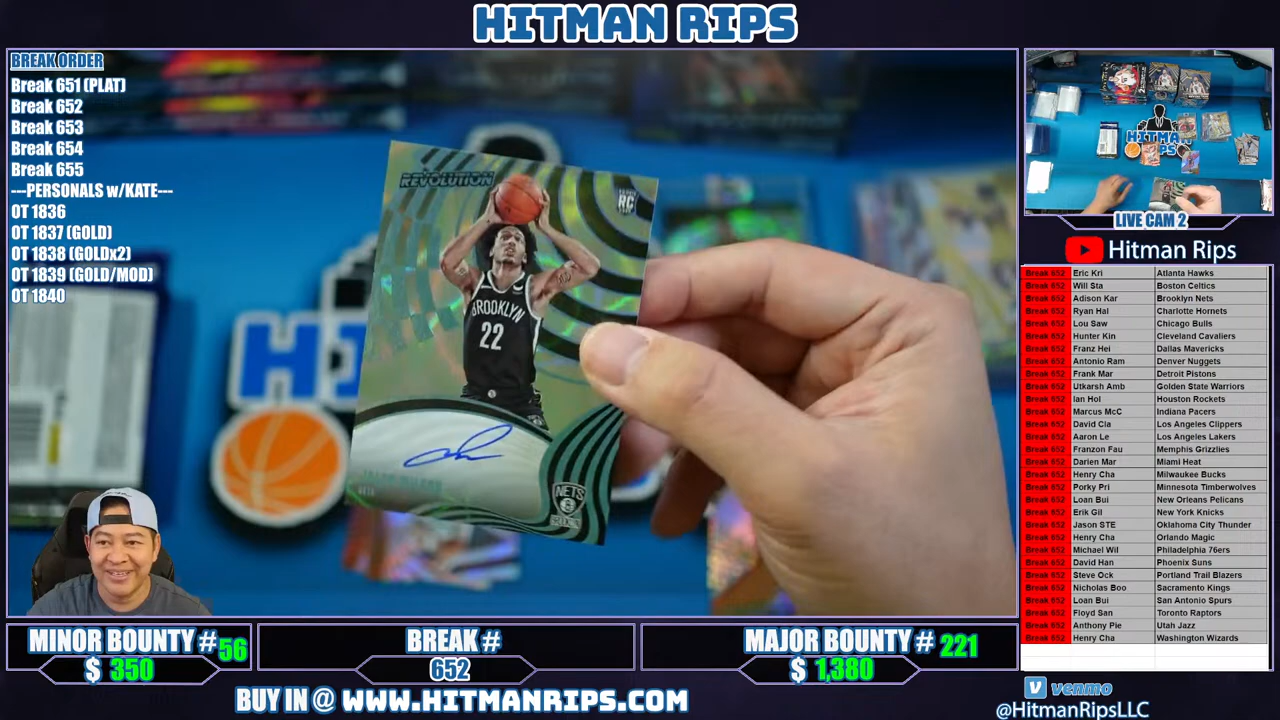 HITMAN RIPS
BREAK ORDER
Break 651 (PLAT)
Break 652
Break 653
Break 654
Break 655
---PERSONALS w/KATE---
OT 1836
OT 1837 (GOLD)
OT 1838 (GOLDx2)
OT 1839 (GOLD/MOD)
OT 1840
REVOLUTION
RC
BROOKLYN
22
NETS
HITMAN
RIPS
LIVE CAM 2
Hitman Rips
Break 652 Eric Kri Atlanta Hawks
Break 652 Will Sta Boston Celtics
Break 652 Adison Kar Brooklyn Nets
Break 652 Ryan Hal Charlotte Hornets
Break 652 Lou Saw Chicago Bulls
Break 652 Hunter Kin Cleveland Cavaliers
Break 652 Franz Hei Dallas Mavericks
Break 652 Antonio Ram Denver Nuggets
Break 652 Frank Mar Detroit Pistons
Break 652 Utkarsh Amb Golden State Warriors
Break 652 Ian Hol Houston Rockets
Break 652 Marcus McC Indiana Pacers
Break 652 David Cla Los Angeles Clippers
Break 652 Aaron Le Los Angeles Lakers
Break 652 Franzon Fau Memphis Grizzlies
Break 652 Darien Mar Miami Heat
Break 652 Henry Cha Milwaukee Bucks
Break 652 Porky Pri Minnesota Timberwolves
Break 652 Loan Bui New Orleans Pelicans
Break 652 Erik Gil New York Knicks
Break 652 Jason STE Oklahoma City Thunder
Break 652 Henry Cha Orlando Magic
Break 652 Michael Wil Philadelphia 76ers
Break 652 David Han Phoenix Suns
Break 652 Steve Ock Portland Trail Blazers
Break 652 Nicholas Boo Sacramento Kings
Break 652 Loan Bui San Antonio Spurs
Break 652 Floyd San Toronto Raptors
Break 652 Anthony Pie Utah Jazz
Break 652 Henry Cha Washington Wizards
MINOR BOUNTY # 56
$ 350
BREAK #
652
MAJOR BOUNTY # 221
$ 1,380
BUY IN @ WWW.HITMANRIPS.COM
venmo
@HitmanRipsLLC